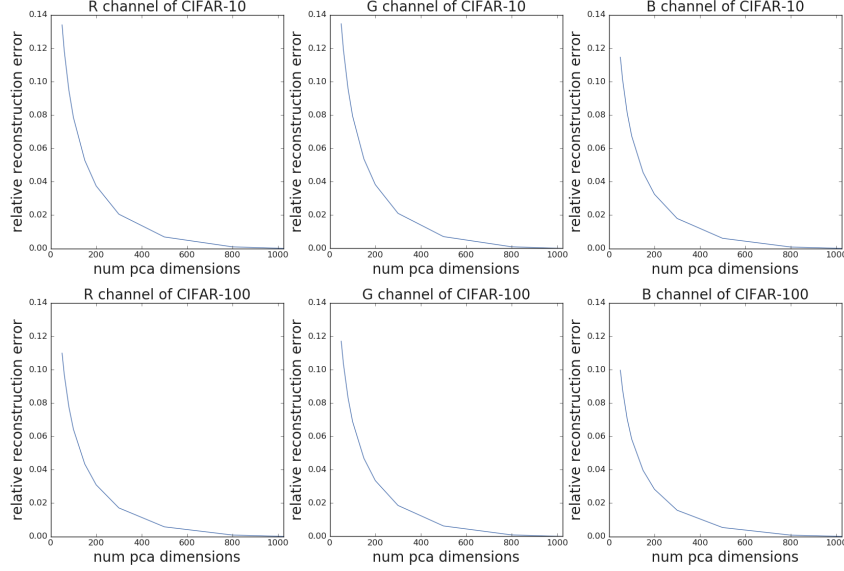 R channel of CIFAR-10
G channel of CIFAR-10
B channel of CIFAR-10
relative reconstruction error
0.14
0.12
0.10
0.08
0.06
0.04
0.02
0.00
0 200 400 600 800 1000
num pca dimensions
relative reconstruction error
0.14
0.12
0.10
0.08
0.06
0.04
0.02
0.00
0 200 400 600 800 1000
num pca dimensions
relative reconstruction error
0.14
0.12
0.10
0.08
0.06
0.04
0.02
0.00
0 200 400 600 800 1000
num pca dimensions
R channel of CIFAR-100
G channel of CIFAR-100
B channel of CIFAR-100
relative reconstruction error
0.14
0.12
0.10
0.08
0.06
0.04
0.02
0.00
0 200 400 600 800 1000
num pca dimensions
relative reconstruction error
0.14
0.12
0.10
0.08
0.06
0.04
0.02
0.00
0 200 400 600 800 1000
num pca dimensions
relative reconstruction error
0.14
0.12
0.10
0.08
0.06
0.04
0.02
0.00
0 200 400 600 800 1000
num pca dimensions